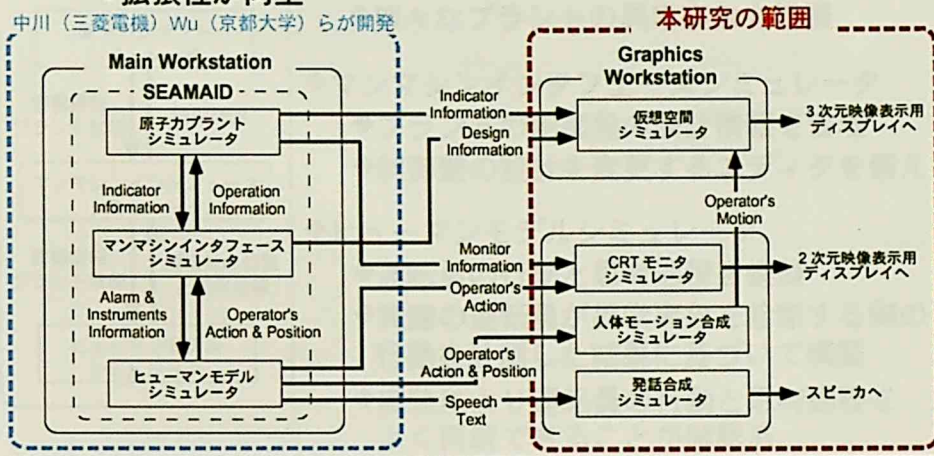 拡張性が向上
中川（三菱電機）Wu（京都大学）らが開発
本研究の範囲
Main Workstation
SEAMAID
原子力プラント
シミュレータ
Indicator
Information
Operation
Information
マンマシンインタフェース
シミュレータ
Alarm &
Instruments
Information
Operator's
Action & Position
ヒューマンモデル
シミュレータ
Indicator
Information
Design
Information
Monitor
Information
Operator's
Action
Operator's
Action & Position
Speech
Text
Graphics
Workstation
仮想空間
シミュレータ
Operator's
Motion
CRT モニタ
シミュレータ
人体モーション合成
シミュレータ
発話合成
シミュレータ
3 次元映像表示用
ディスプレイへ
2 次元映像表示用
ディスプレイへ
スピーカへ